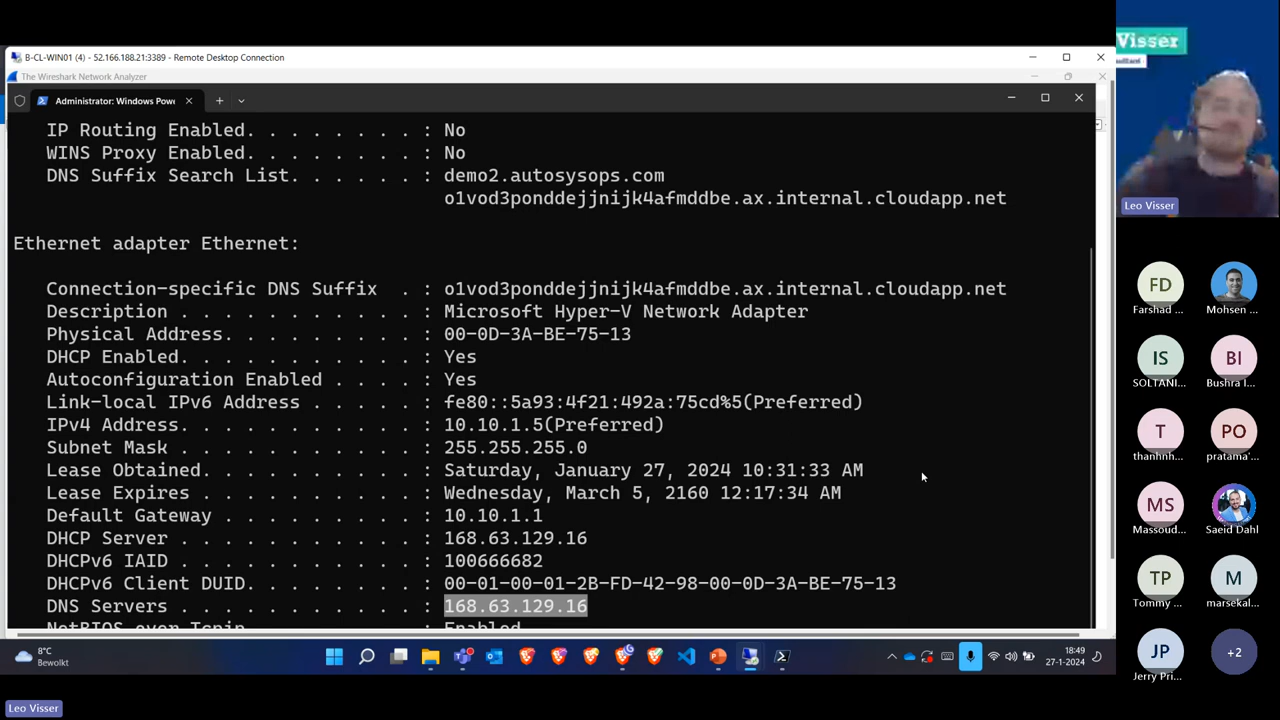 B-CL-WIN01 (4) - 52.166.188.21:3389 - Remote Desktop Connection
The Wireshark Network Analyzer
Administrator: Windows Powe
IP Routing Enabled. . . . . . . . : No
WINS Proxy Enabled. . . . . . . . : No
DNS Suffix Search List. . . . . . : demo2.autosysops.com
o1vod3ponddejjnijk4afmddbe.ax.internal.cloudapp.net
Ethernet adapter Ethernet:
Connection-specific DNS Suffix  . : o1vod3ponddejjnijk4afmddbe.ax.internal.cloudapp.net
Description . . . . . . . . . . . : Microsoft Hyper-V Network Adapter
Physical Address. . . . . . . . . : 00-0D-3A-BE-75-13
DHCP Enabled. . . . . . . . . . . : Yes
Autoconfiguration Enabled . . . . : Yes
Link-local IPv6 Address . . . . . : fe80::5a93:4f21:492a:75cd%5(Preferred)
IPv4 Address. . . . . . . . . . . : 10.10.1.5(Preferred)
Subnet Mask . . . . . . . . . . . : 255.255.255.0
Lease Obtained. . . . . . . . . . : Saturday, January 27, 2024 10:31:33 AM
Lease Expires . . . . . . . . . . : Wednesday, March 5, 2160 12:17:34 AM
Default Gateway . . . . . . . . . : 10.10.1.1
DHCP Server . . . . . . . . . . . : 168.63.129.16
DHCPv6 IAID . . . . . . . . . . . : 100666682
DHCPv6 Client DUID. . . . . . . . : 00-01-00-01-2B-FD-42-98-00-0D-3A-BE-75-13
DNS Servers . . . . . . . . . . . : 168.63.129.16
NetBIOS over Tcpip. . . . . . . . : Enabled
8°C
Bewolkt
18:49
27-1-2024
Leo Visser
Visser
Leo Visser
FD
Farshad ...
Mohsen ...
IS
SOLTANI...
BI
Bushra I...
T
thanhnh...
PO
pratama'...
MS
Massoud...
Saeid Dahl
TP
Tommy ...
M
marsekal...
JP
Jerry Pri...
+2